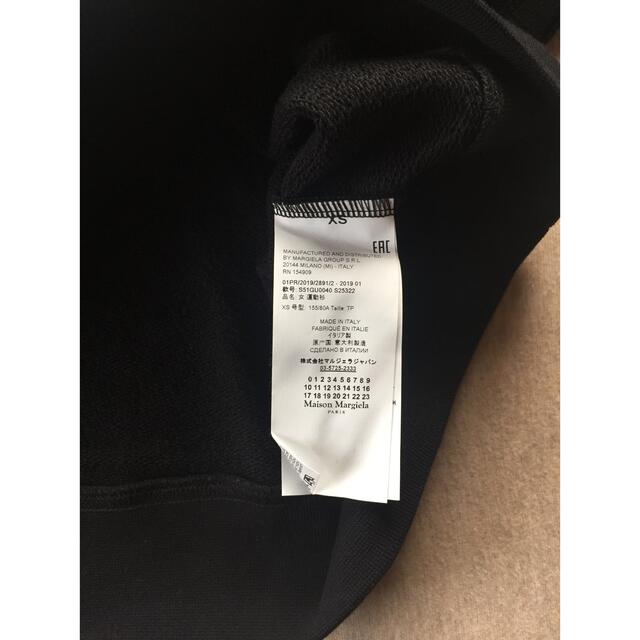 XS
EAC
MANUFACTURED AND DISTRIBUTED
BY MARGIELA GROUP S.R.L.
20144 MILANO (MI) - ITALY
RN 154909
01PR/2019/2891/2 - 2019 01
款号: S51GU0040 S25322
品名: 女 運動衫
XS 号型: 155/80A Taille: TP
MADE IN ITALY
FABRIQUÉ EN ITALIE
イタリア製
原产國: 意大利製造
СДЕЛАНО В ИТАЛИИ
株式会社マルジェラジャパン
03-5725-2333
0 1 2 3 4 5 6 7 8 9
10 11 12 13 14 15 16
17 18 19 20 21 22 23
Maison Margiela
PARIS